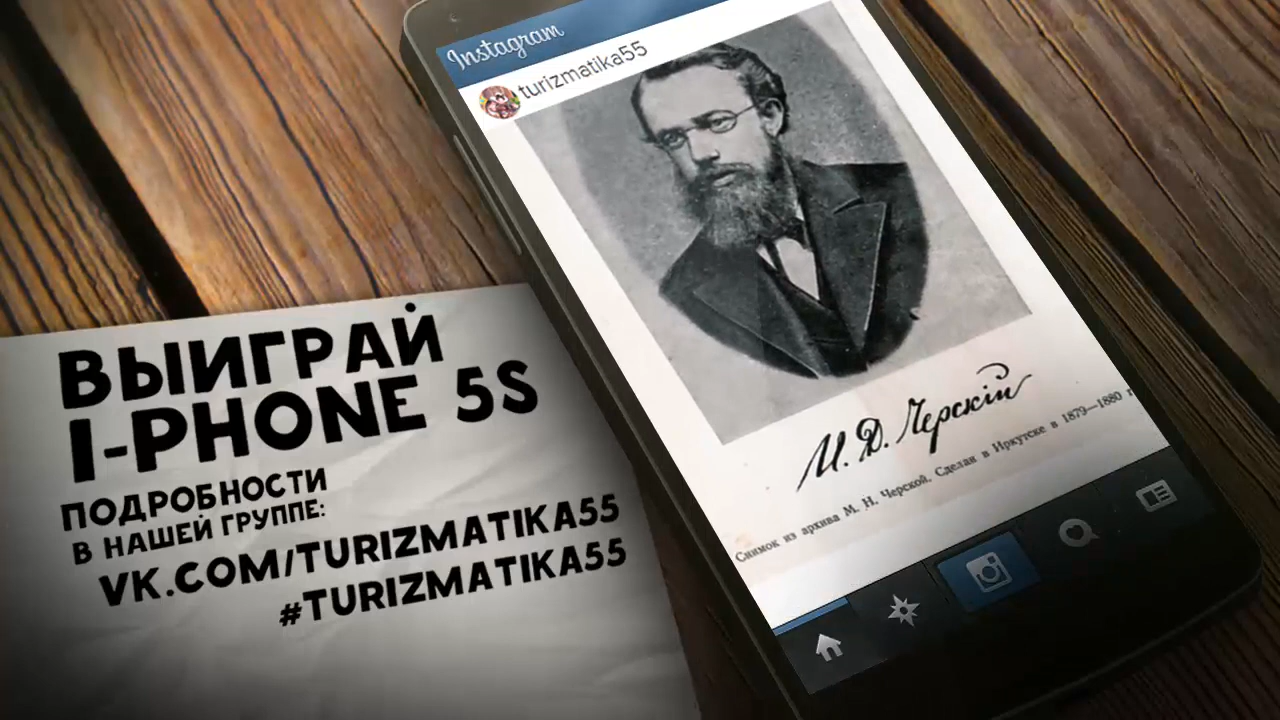 Instagram
turizmatika55
И. Д. Черскій
Снимок из архива М. Н. Черской. Сделан в Иркутске в 1879—1880 г
ВЫИГРАЙ
I-PHONE 5S
ПОДРОБНОСТИ
В НАШЕЙ ГРУППЕ:
VK.COM/TURIZMATIKA55
#TURIZMATIKA55